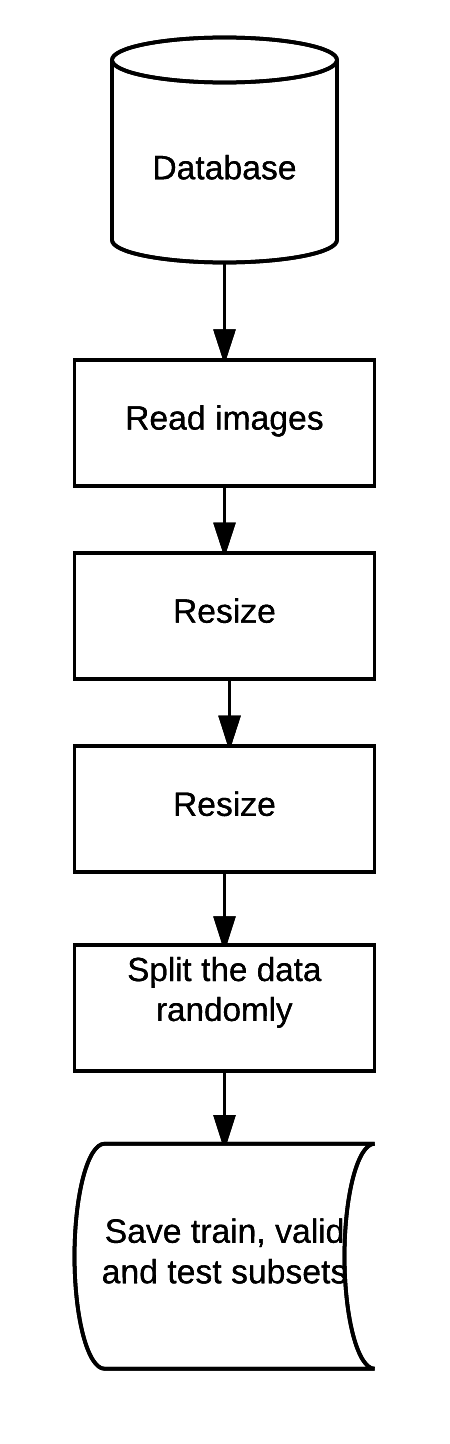 Database
Read images
Resize
Resize
Split the data
randomly
Save train, valid
and test subsets